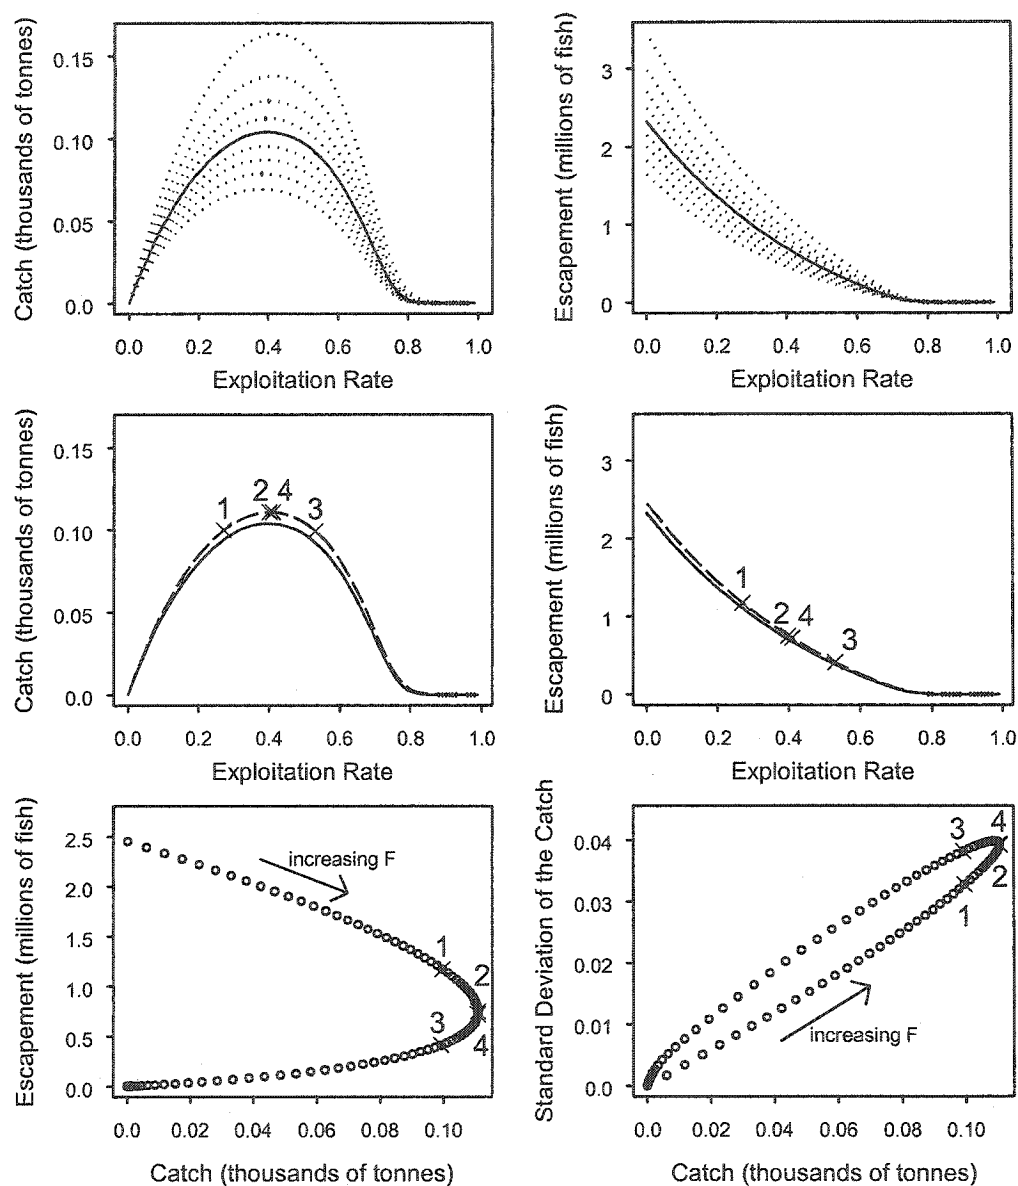 Catch (thousands of tonnes)
0.15
0.10
0.05
0.0
0.0 0.2 0.4 0.6 0.8 1.0
Exploitation Rate
Escapement (millions of fish)
3
2
1
0
0.0 0.2 0.4 0.6 0.8 1.0
Exploitation Rate
Catch (thousands of tonnes)
0.15
0.10
0.05
0.0
1 2 4 3
0.0 0.2 0.4 0.6 0.8 1.0
Exploitation Rate
Escapement (millions of fish)
3
2
1
0
1
2 4
3
0.0 0.2 0.4 0.6 0.8 1.0
Exploitation Rate
Escapement (millions of fish)
2.5
2.0
1.5
1.0
0.5
0.0
increasing F
1
2
3
4
0.0 0.02 0.04 0.06 0.08 0.10
Catch (thousands of tonnes)
Standard Deviation of the Catch
0.04
0.03
0.02
0.01
0.0
3 4
2
1
increasing F
0.0 0.02 0.04 0.06 0.08 0.10
Catch (thousands of tonnes)